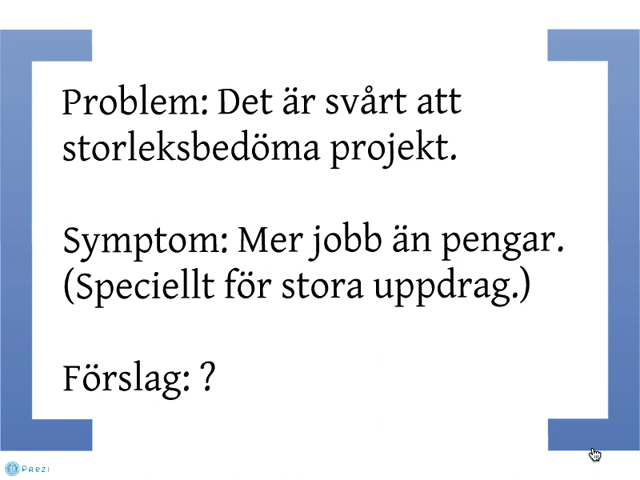 Problem: Det är svårt att
storleksbedöma projekt.
Symptom: Mer jobb än pengar.
(Speciellt för stora uppdrag.)
Förslag: ?
Prezi